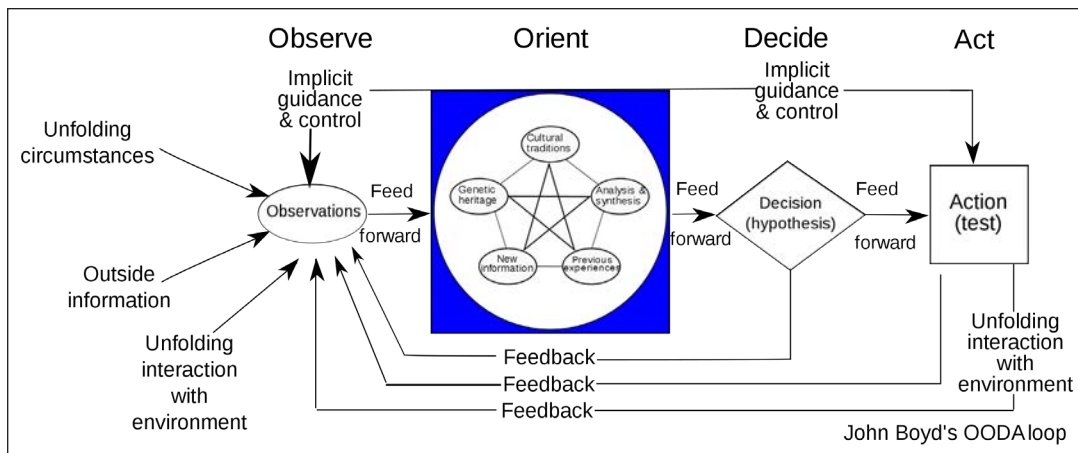 Observe
Orient
Decide
Act
Implicit
guidance
& control
Implicit
guidance
& control
Unfolding
circumstances
Observations
Feed
forward
Cultural
traditions
Genetic
heritage
Analysis &
synthesis
New
information
Previous
experiences
Feed
forward
Decision
(hypothesis)
Feed
forward
Action
(test)
Outside
information
Unfolding
interaction
with
environment
Unfolding
interaction
with
environment
Feedback
Feedback
Feedback
John Boyd's OODA loop